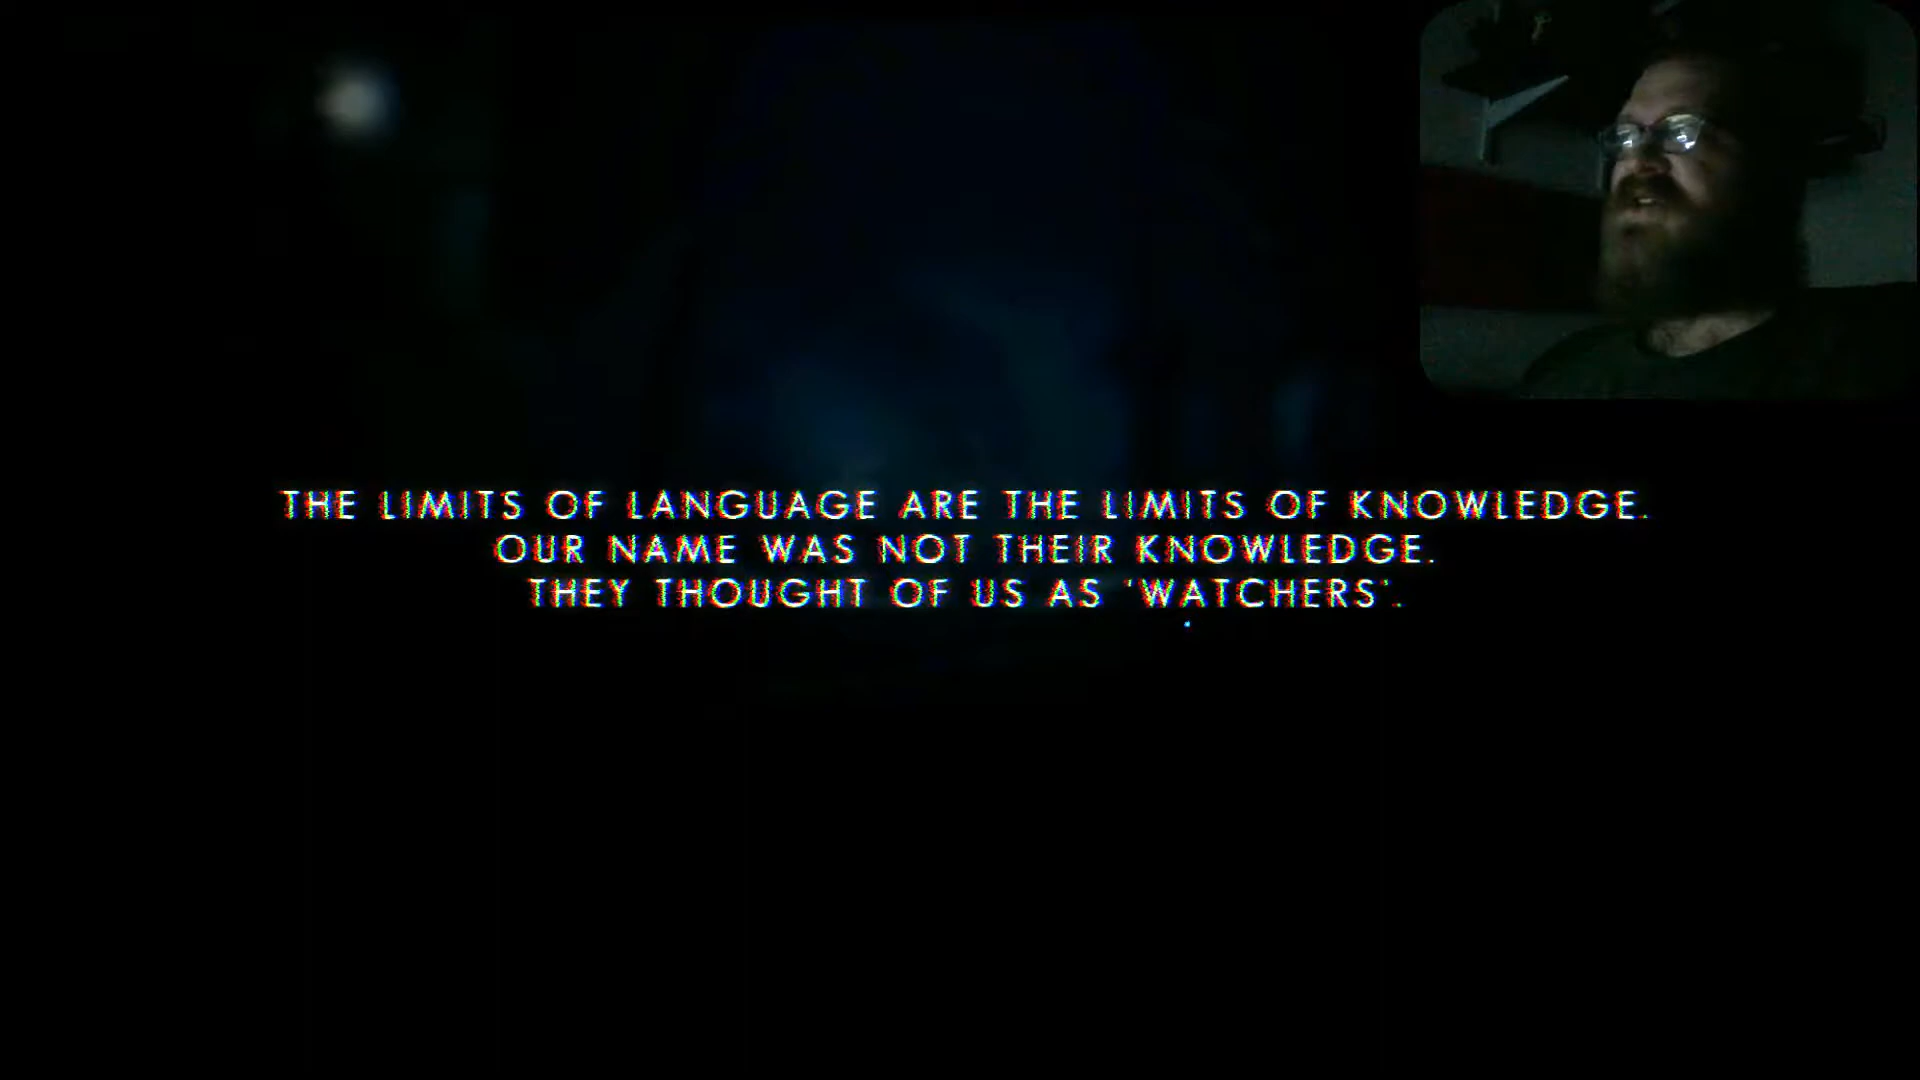 THE LIMITS OF LANGUAGE ARE THE LIMITS OF KNOWLEDGE.
OUR NAME WAS NOT THEIR KNOWLEDGE.
THEY THOUGHT OF US AS ‘WATCHERS’.